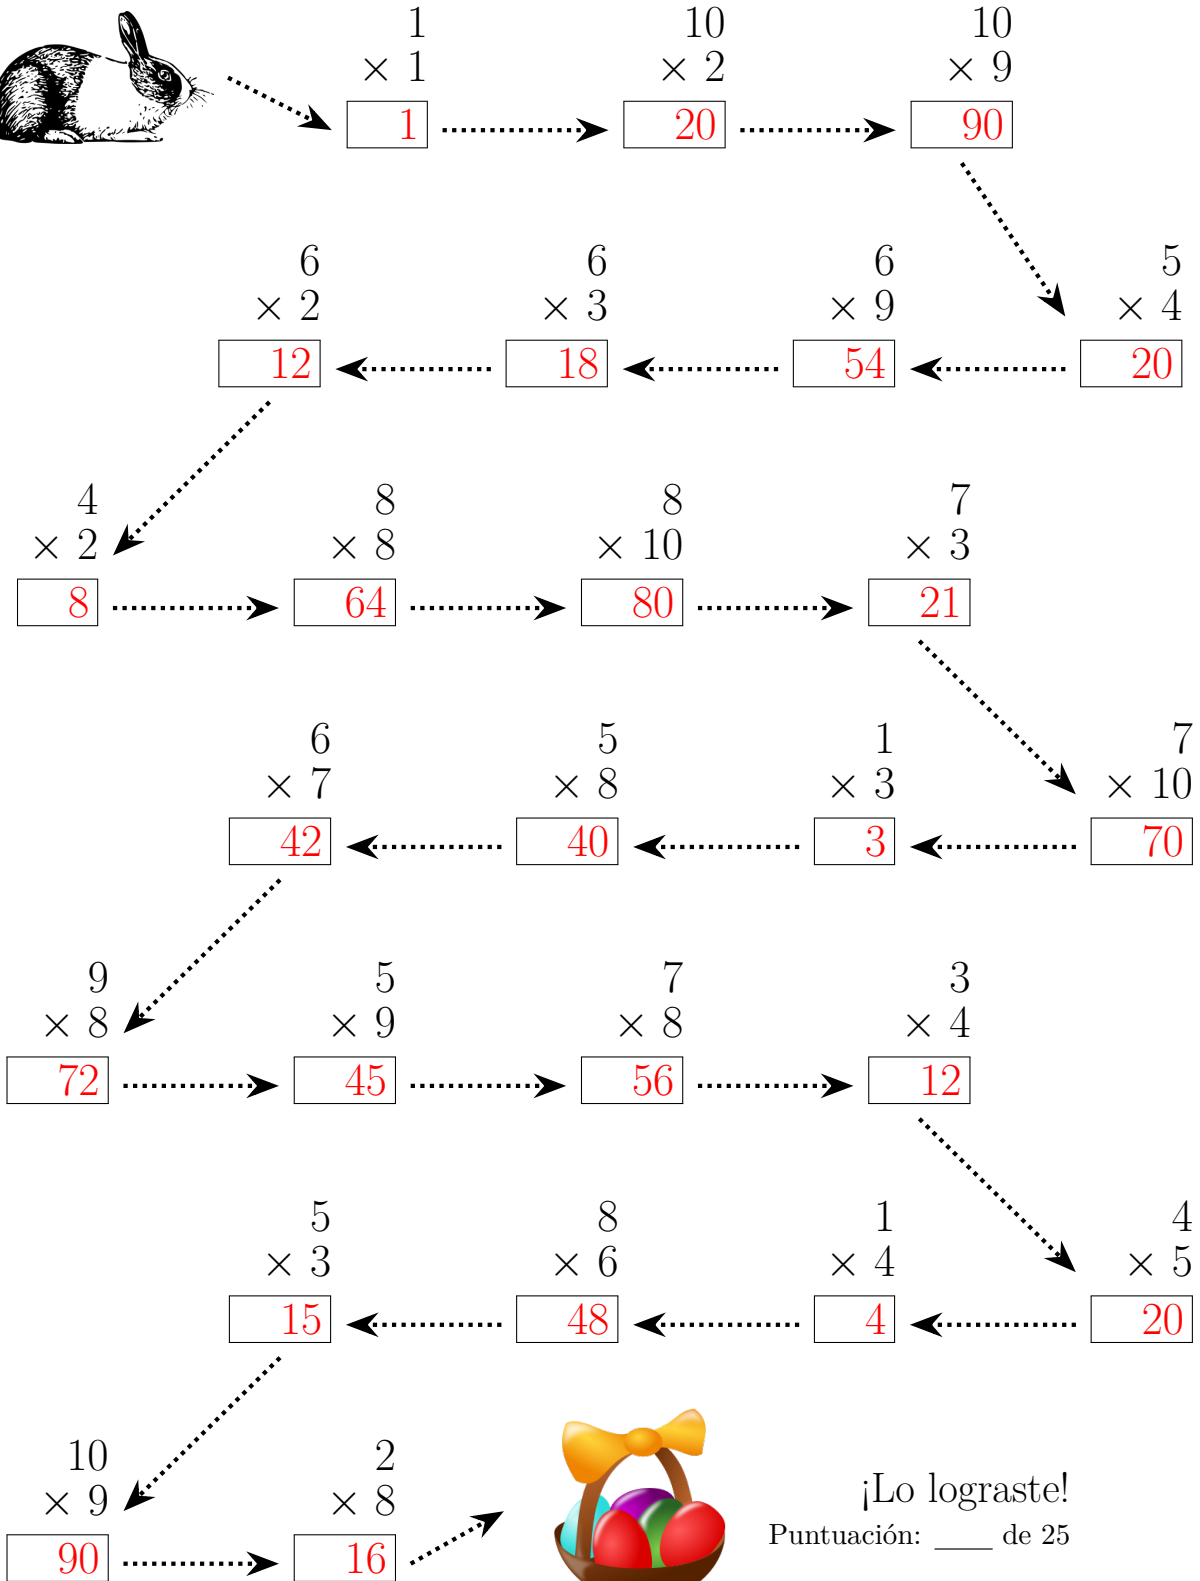 1 10 10
× 1 × 2 × 9
1 20 90
6 6 6 5
× 2 × 3 × 9 × 4
12 18 54 20
4 8 8 7
× 2 × 8 × 10 × 3
8 64 80 21
6 5 1 7
× 7 × 8 × 3 × 10
42 40 3 70
9 5 7 3
× 8 × 9 × 8 × 4
72 45 56 12
5 8 1 4
× 3 × 6 × 4 × 5
15 48 4 20
10 2
× 9 × 8
90 16
¡Lo lograste!
Puntuación: ____ de 25